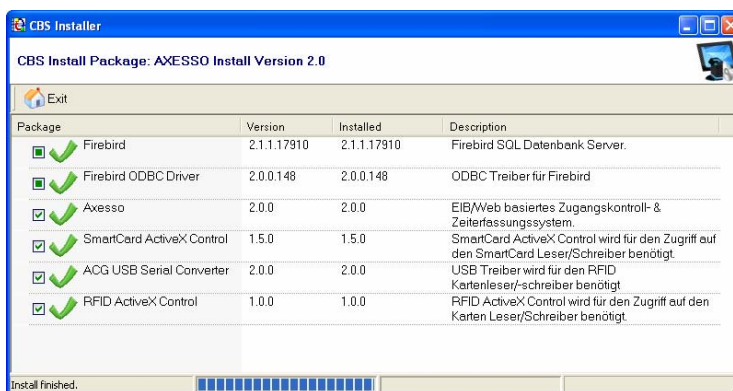 CBS Installer
CBS Install Package: AXESSO Install Version 2.0
Exit
Package Version Installed Description
Firebird 2.1.1.17910 2.1.1.17910 Firebird SQL Datenbank Server.
Firebird ODBC Driver 2.0.0.148 2.0.0.148 ODBC Treiber für Firebird
Axesso 2.0.0 2.0.0 EIB/Web basiertes Zugangskontroll- &
Zeiterfassungssystem.
SmartCard ActiveX Control 1.5.0 1.5.0 SmartCard ActiveX Control wird für den Zugriff auf
den SmartCard Leser/Schreiber benötigt.
ACG USB Serial Converter 2.0.0 2.0.0 USB Treiber wird für den RFID
Kartenleser/-schreiber benötigt
RFID ActiveX Control 1.0.0 1.0.0 RFID ActiveX Control wird für den Zugriff auf den
Karten Leser/Schreiber benötigt.
Install finished.